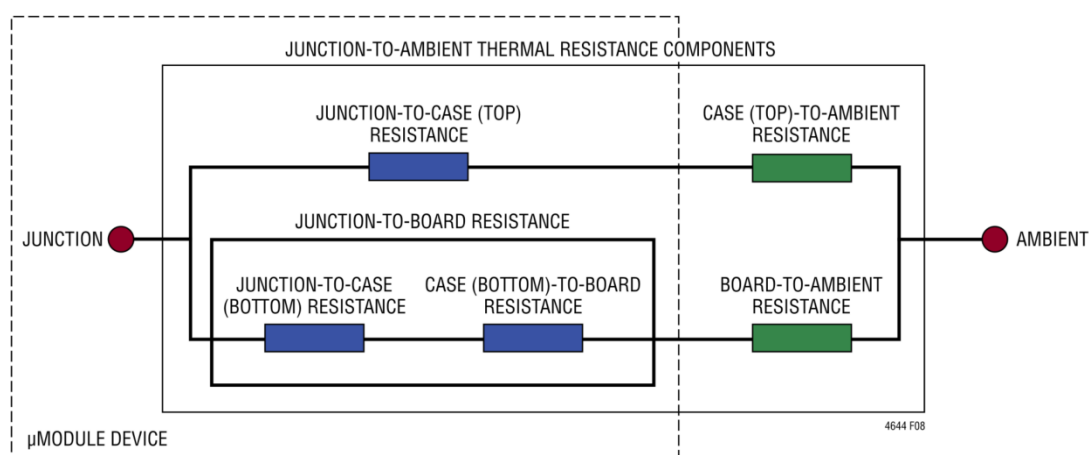 JUNCTION-TO-AMBIENT THERMAL RESISTANCE COMPONENTS
JUNCTION-TO-CASE (TOP)
RESISTANCE
CASE (TOP)-TO-AMBIENT
RESISTANCE
JUNCTION-TO-BOARD RESISTANCE
JUNCTION
AMBIENT
JUNCTION-TO-CASE
(BOTTOM) RESISTANCE
CASE (BOTTOM)-TO-BOARD
RESISTANCE
BOARD-TO-AMBIENT
RESISTANCE
4644 F08
µMODULE DEVICE